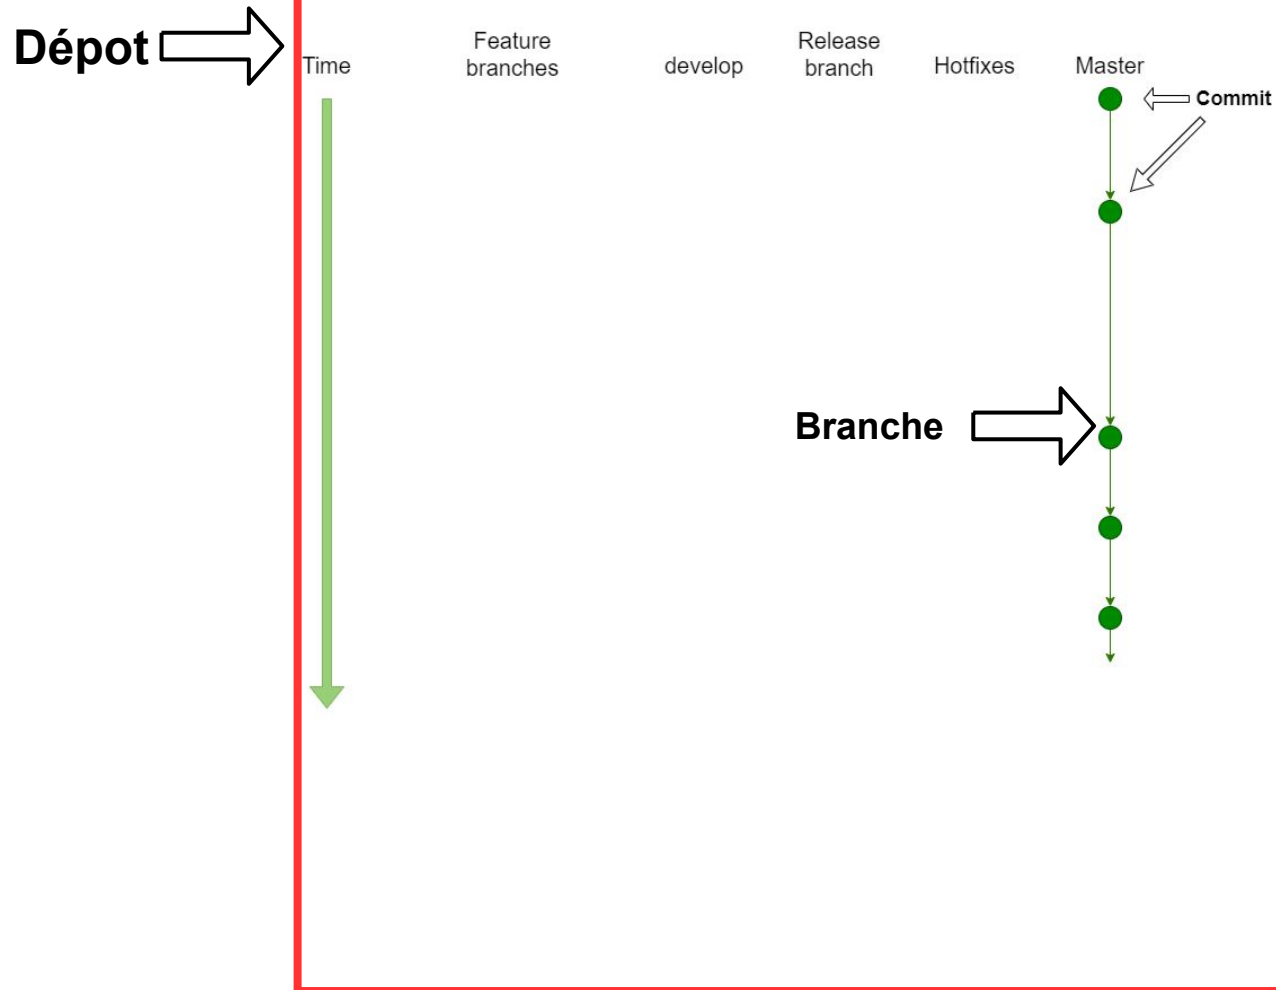 Dépot
Time
Feature
branches
develop
Release
branch
Hotfixes
Master
Commit
Branche